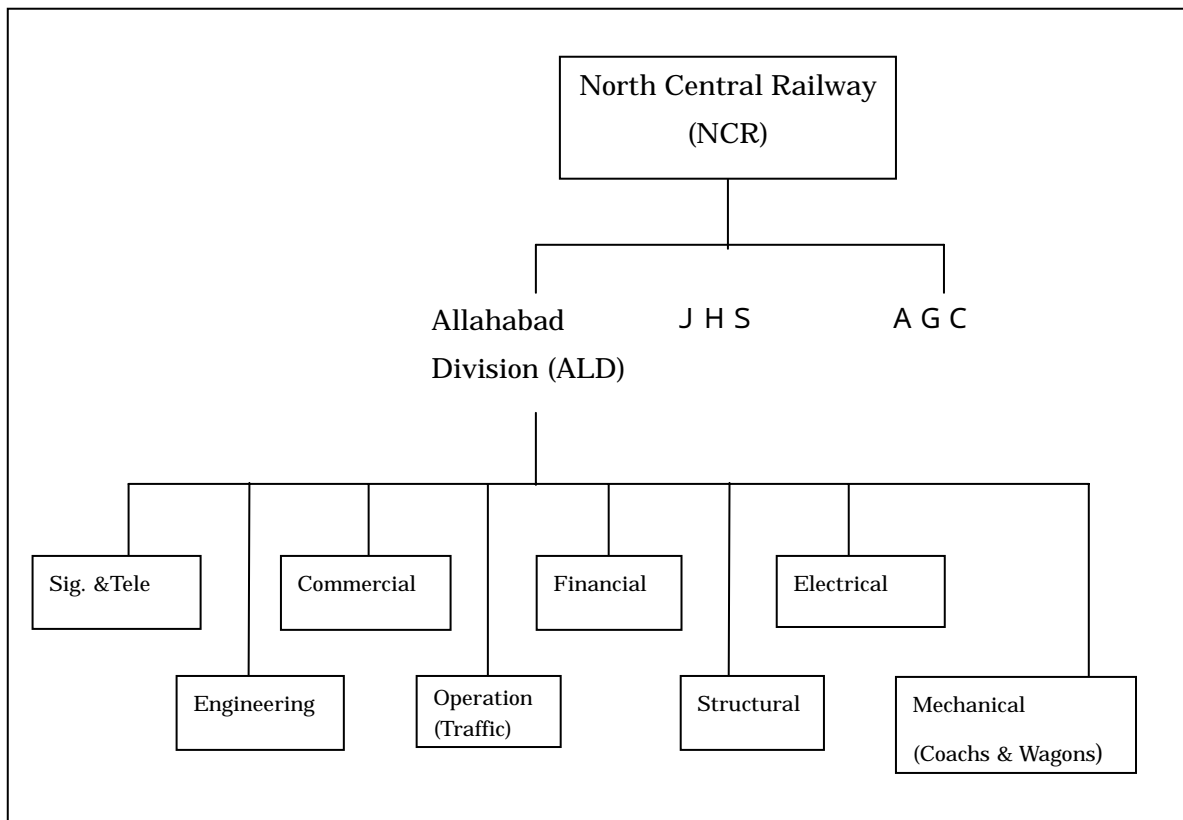 North Central Railway
(NCR)
Allahabad
Division (ALD)
J H S
A G C
Sig. &Tele
Commercial
Financial
Electrical
Engineering
Operation
(Traffic)
Structural
Mechanical
(Coachs & Wagons)